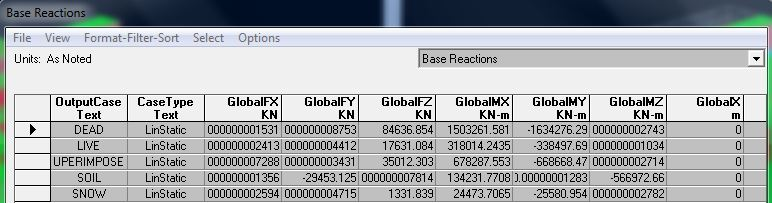 Base Reactions
File View Format-Filter-Sort Select Options
Units: As Noted
Base Reactions
OutputCase CaseType GlobalFX GlobalFY GlobalFZ GlobalMX GlobalMY GlobalMZ GlobalX
Text Text KN KN KN KN-m KN-m KN-m m
DEAD LinStatic 000000001531 000000008753 84636.854 1503261.581 -1634276.29 000000002743 0
LIVE LinStatic 000000002413 000000004412 17631.084 318014.2435 -338497.69 000000001034 0
UPERIMPOSE LinStatic 000000007288 000000003431 35012.303 678287.553 -668668.47 000000002714 0
SOIL LinStatic 000000001356 -29453.125 000000007814 134231.7708 0.00000001283 -566972.66 0
SNOW LinStatic 000000002594 000000004715 1331.839 24473.7065 -25580.954 000000002782 0